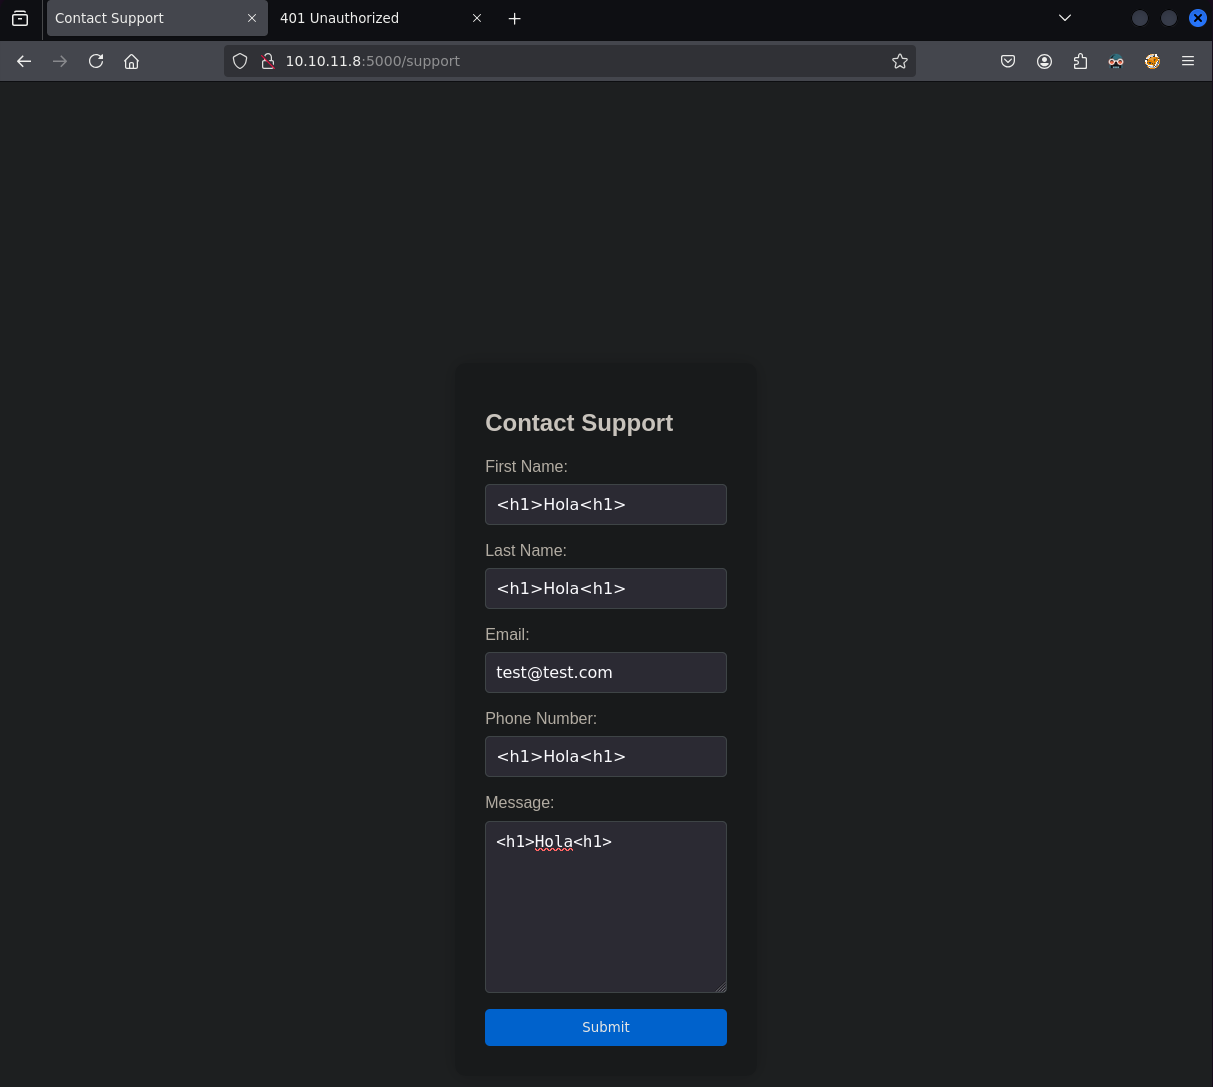 Contact Support
401 Unauthorized
10.10.11.8:5000/support
Contact Support
First Name:
<h1>Hola<h1>
Last Name:
<h1>Hola<h1>
Email:
test@test.com
Phone Number:
<h1>Hola<h1>
Message:
<h1>Hola<h1>
Submit